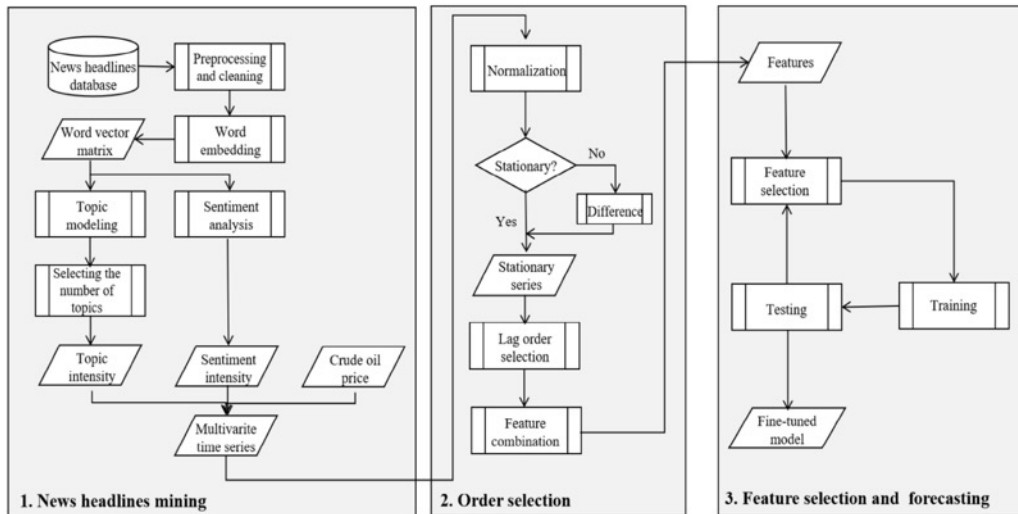 News headlines
database
Preprocessing
and cleaning
Word vector
matrix
Word
embedding
Topic
modeling
Sentiment
analysis
Selecting the
number of
topics
Topic
intensity
Sentiment
intensity
Crude oil
price
Multivarite
time series
1. News headlines mining
Normalization
Stationary?
No
Difference
Yes
Stationary
series
Lag order
selection
Feature
combination
2. Order selection
Features
Feature
selection
Testing
Training
Fine-tuned
model
3. Feature selection and forecasting